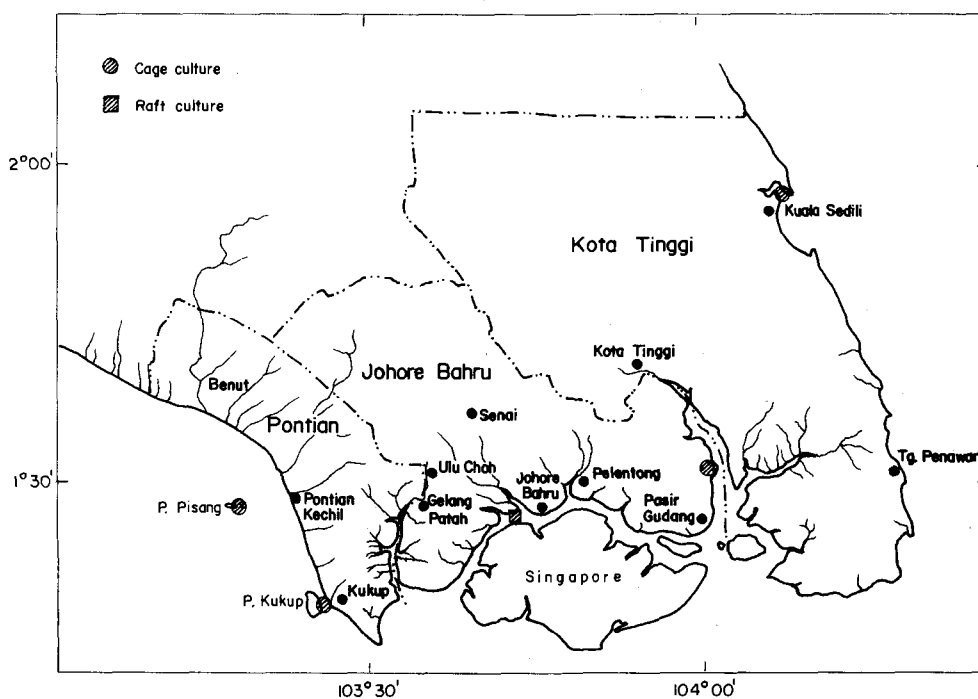 Cage culture
Raft culture
2°00'
Kuala Sedili
Kota Tinggi
Kota Tinggi
Johore Bahru
Benut
Senai
Pontian
Ulu Choh
Pelentong
Tg. Penawar
1°30'
Johore
Bahru
Pontian
Kechil
Gelang
Patah
Pasir
Gudang
P. Pisang
Singapore
Kukup
P. Kukup
103°30'
104°00'